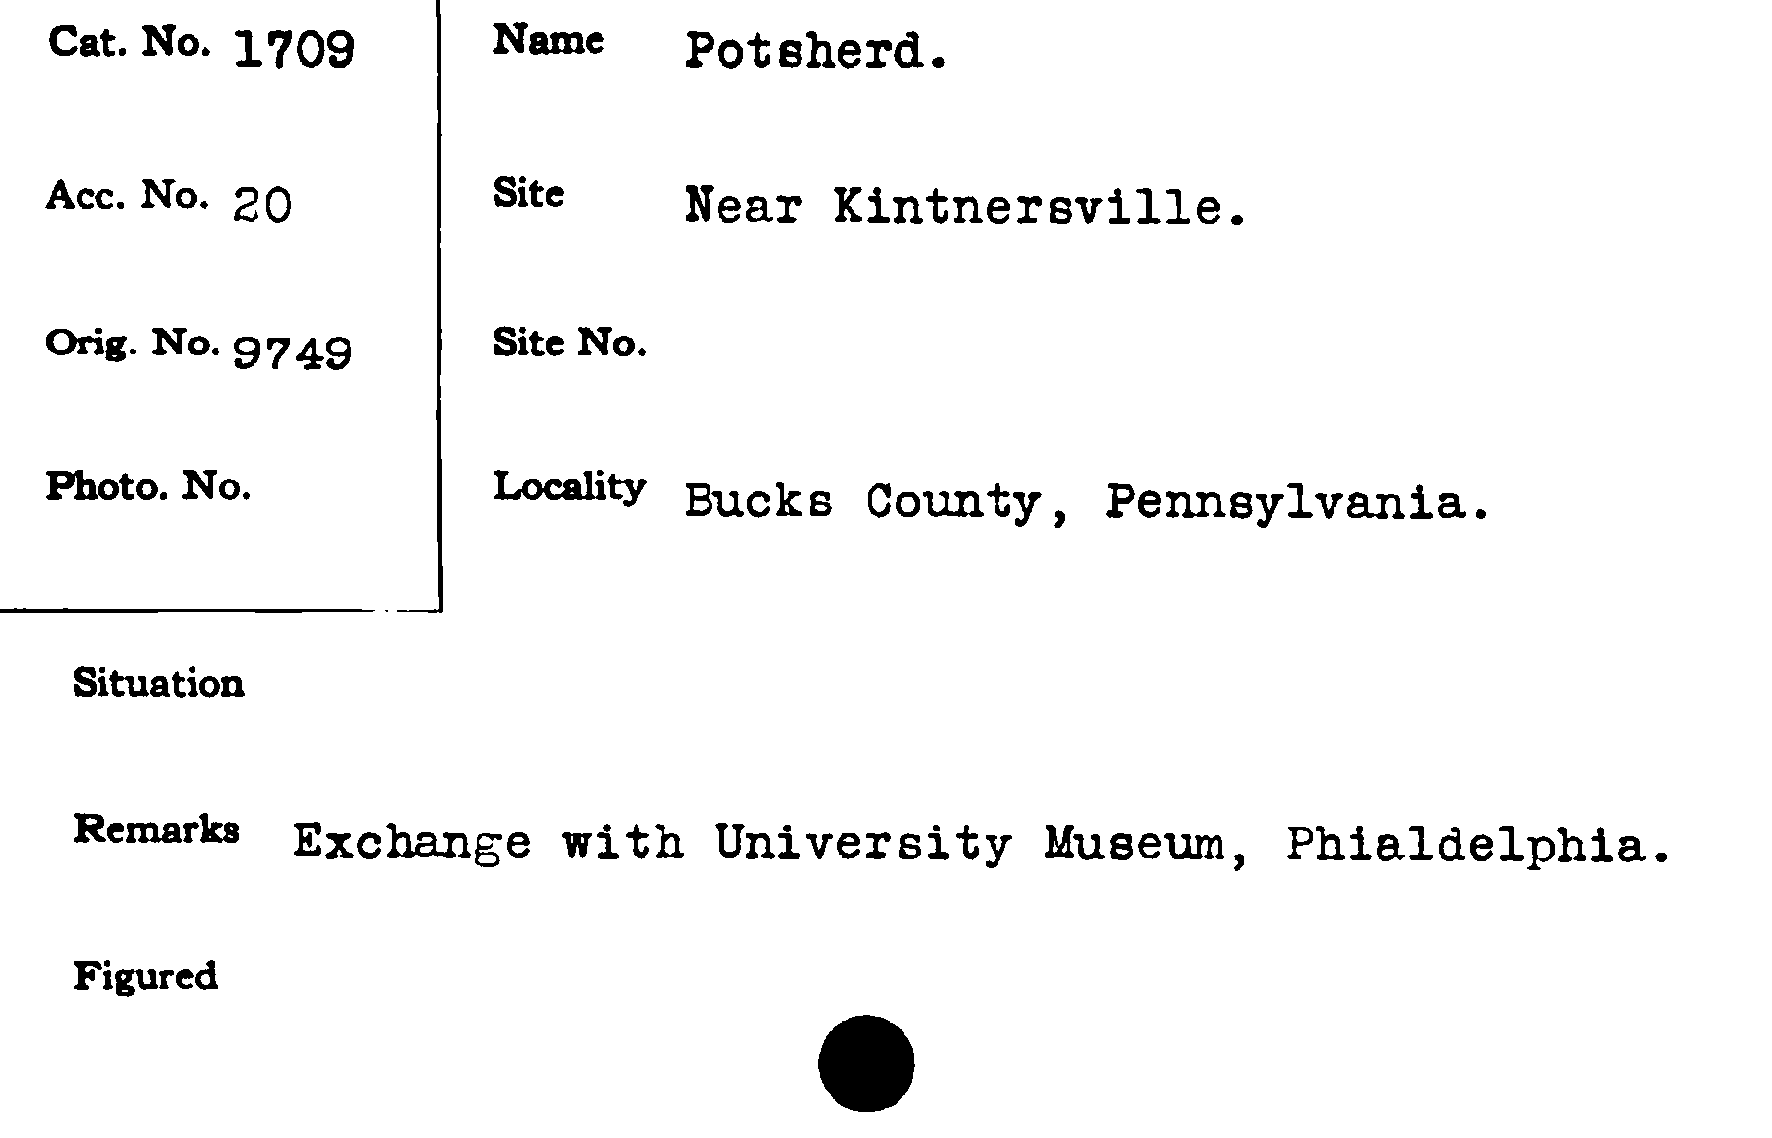 Cat. No. 1709
Name Potsherd.
Acc. No. 20
Site Near Kintnersville.
Orig. No. 9749
Site No.
Photo. No.
Locality Bucks County, Pennsylvania.
Situation
Remarks Exchange with University Museum, Phialdelphia.
Figured